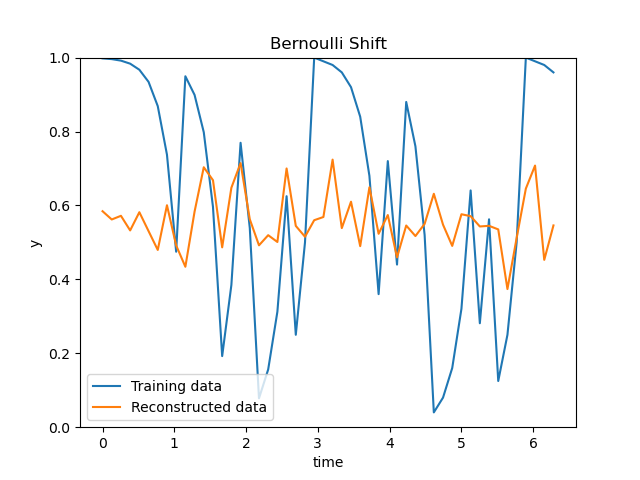 Bernoulli Shift
y
1.0
0.8
0.6
0.4
0.2
0.0
Training data
Reconstructed data
0 1 2 3 4 5 6
time